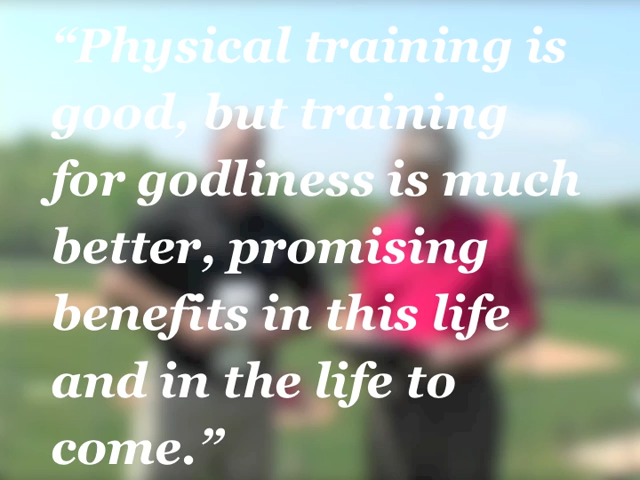 “Physical training is
good, but training
for godliness is much
better, promising
benefits in this life
and in the life to
come.”